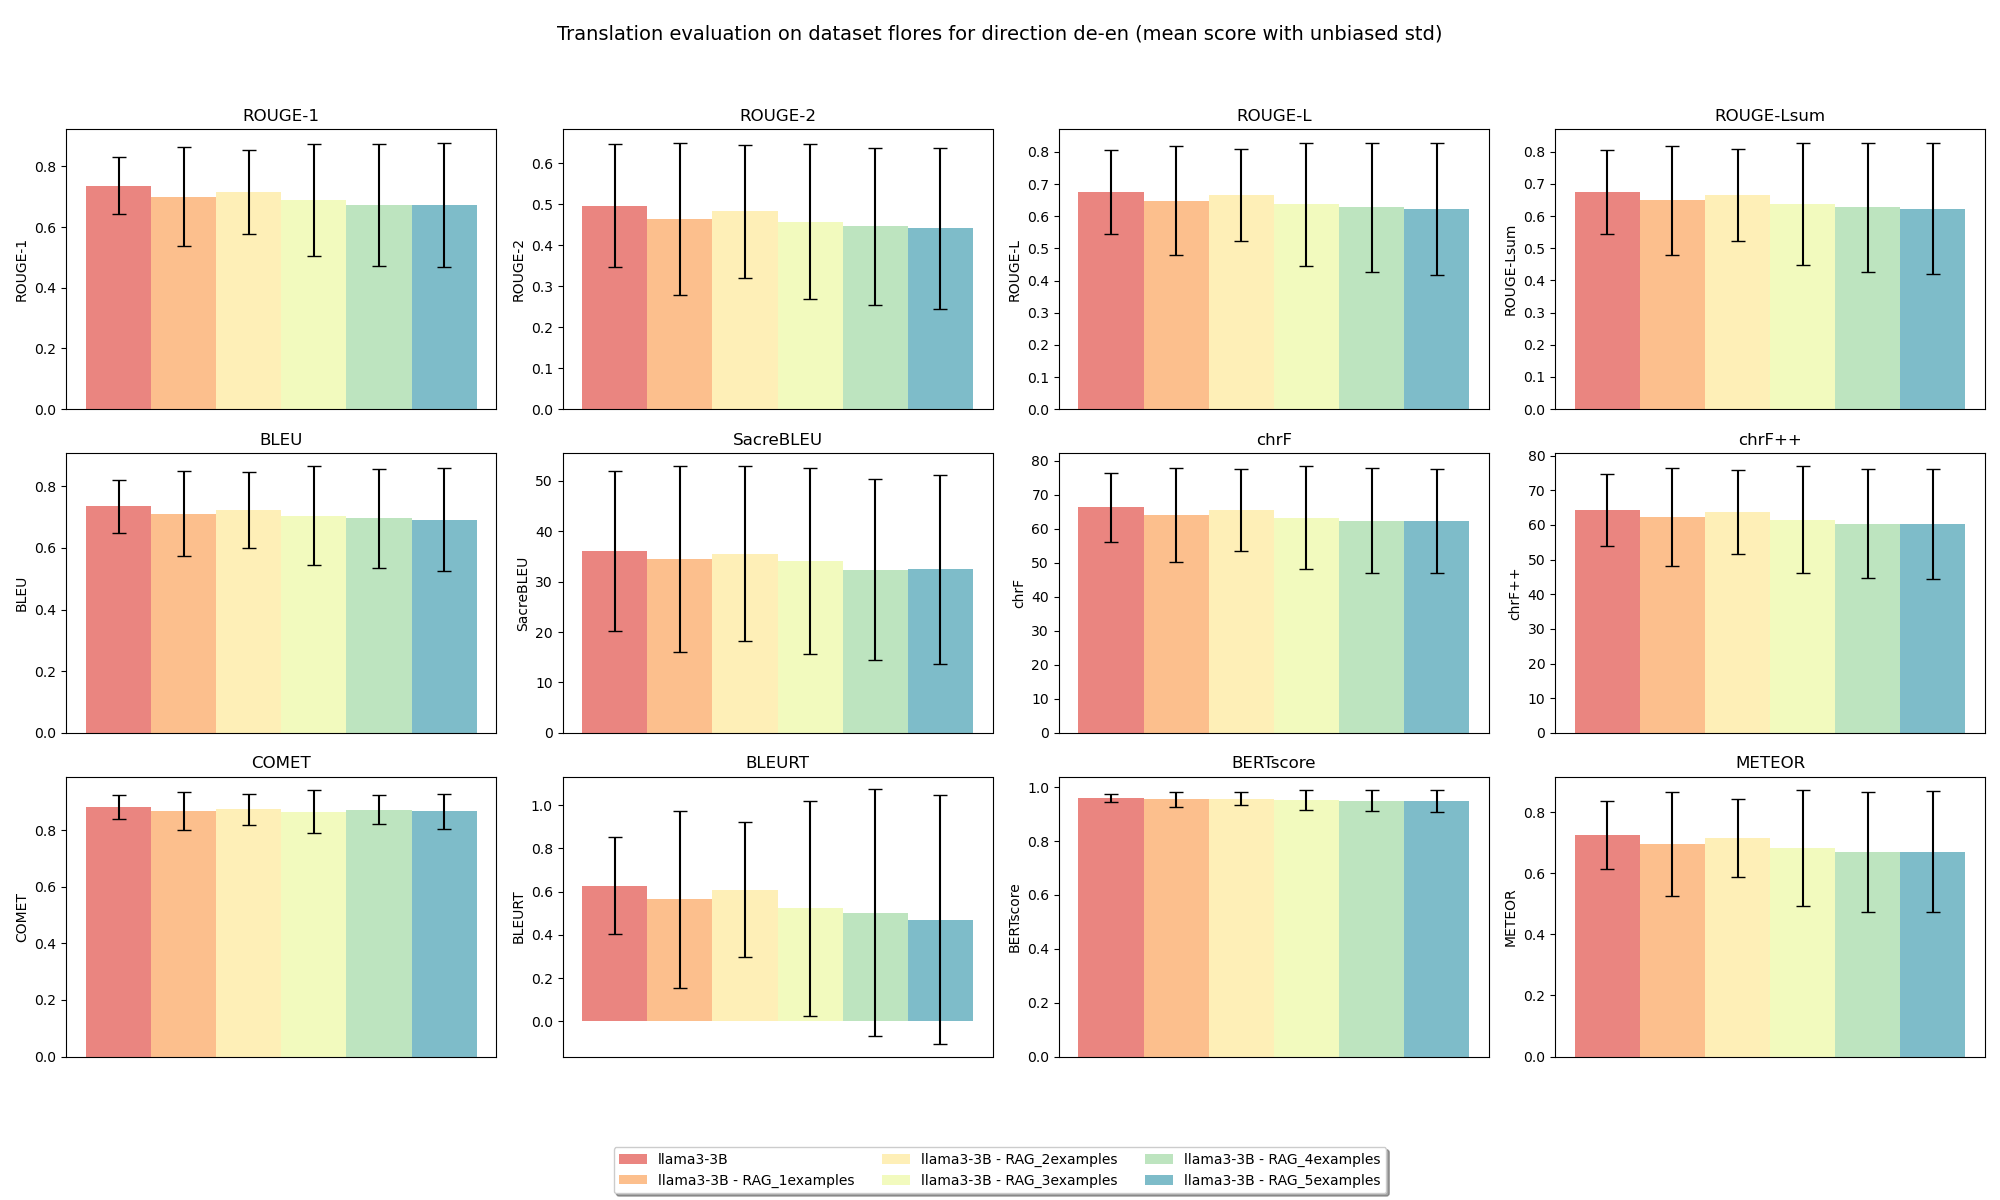 Translation evaluation on dataset flores for direction de-en (mean score with unbiased std)
ROUGE-1
ROUGE-1
0.8
0.6
0.4
0.2
0.0
ROUGE-2
ROUGE-2
0.6
0.5
0.4
0.3
0.2
0.1
0.0
ROUGE-L
ROUGE-L
0.8
0.7
0.6
0.5
0.4
0.3
0.2
0.1
0.0
ROUGE-Lsum
ROUGE-Lsum
0.8
0.7
0.6
0.5
0.4
0.3
0.2
0.1
0.0
BLEU
BLEU
0.8
0.6
0.4
0.2
0.0
SacreBLEU
SacreBLEU
50
40
30
20
10
0
chrF
chrF
80
70
60
50
40
30
20
10
0
chrF++
chrF++
80
70
60
50
40
30
20
10
0
COMET
COMET
0.8
0.6
0.4
0.2
0.0
BLEURT
BLEURT
1.0
0.8
0.6
0.4
0.2
0.0
BERTscore
BERTscore
1.0
0.8
0.6
0.4
0.2
0.0
METEOR
METEOR
0.8
0.6
0.4
0.2
0.0
llama3-3B
llama3-3B - RAG_1examples
llama3-3B - RAG_2examples
llama3-3B - RAG_3examples
llama3-3B - RAG_4examples
llama3-3B - RAG_5examples